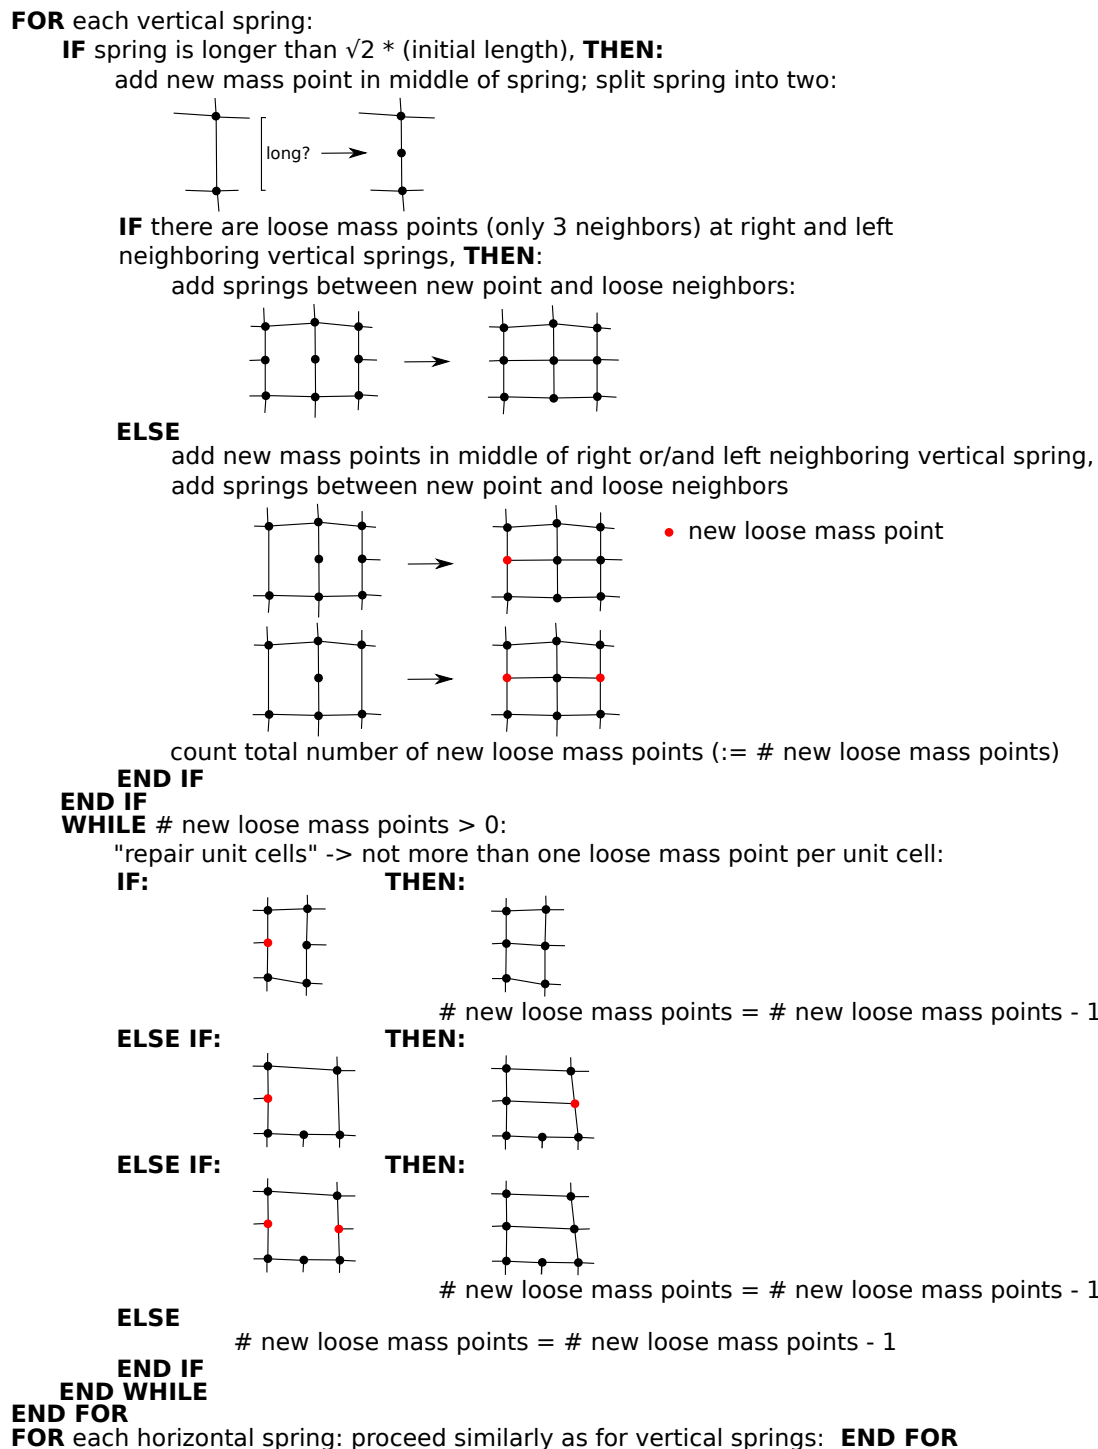 FOR each vertical spring:
IF spring is longer than √2 * (initial length), THEN:
add new mass point in middle of spring; split spring into two:
long?
IF there are loose mass points (only 3 neighbors) at right and left
neighboring vertical springs, THEN:
add springs between new point and loose neighbors:
ELSE
add new mass points in middle of right or/and left neighboring vertical spring,
add springs between new point and loose neighbors
new loose mass point
count total number of new loose mass points (:= # new loose mass points)
END IF
END IF
WHILE # new loose mass points > 0:
"repair unit cells" -> not more than one loose mass point per unit cell:
IF: THEN:
# new loose mass points = # new loose mass points - 1
ELSE IF: THEN:
ELSE IF: THEN:
# new loose mass points = # new loose mass points - 1
ELSE
# new loose mass points = # new loose mass points - 1
END IF
END WHILE
END FOR
FOR each horizontal spring: proceed similarly as for vertical springs: END FOR